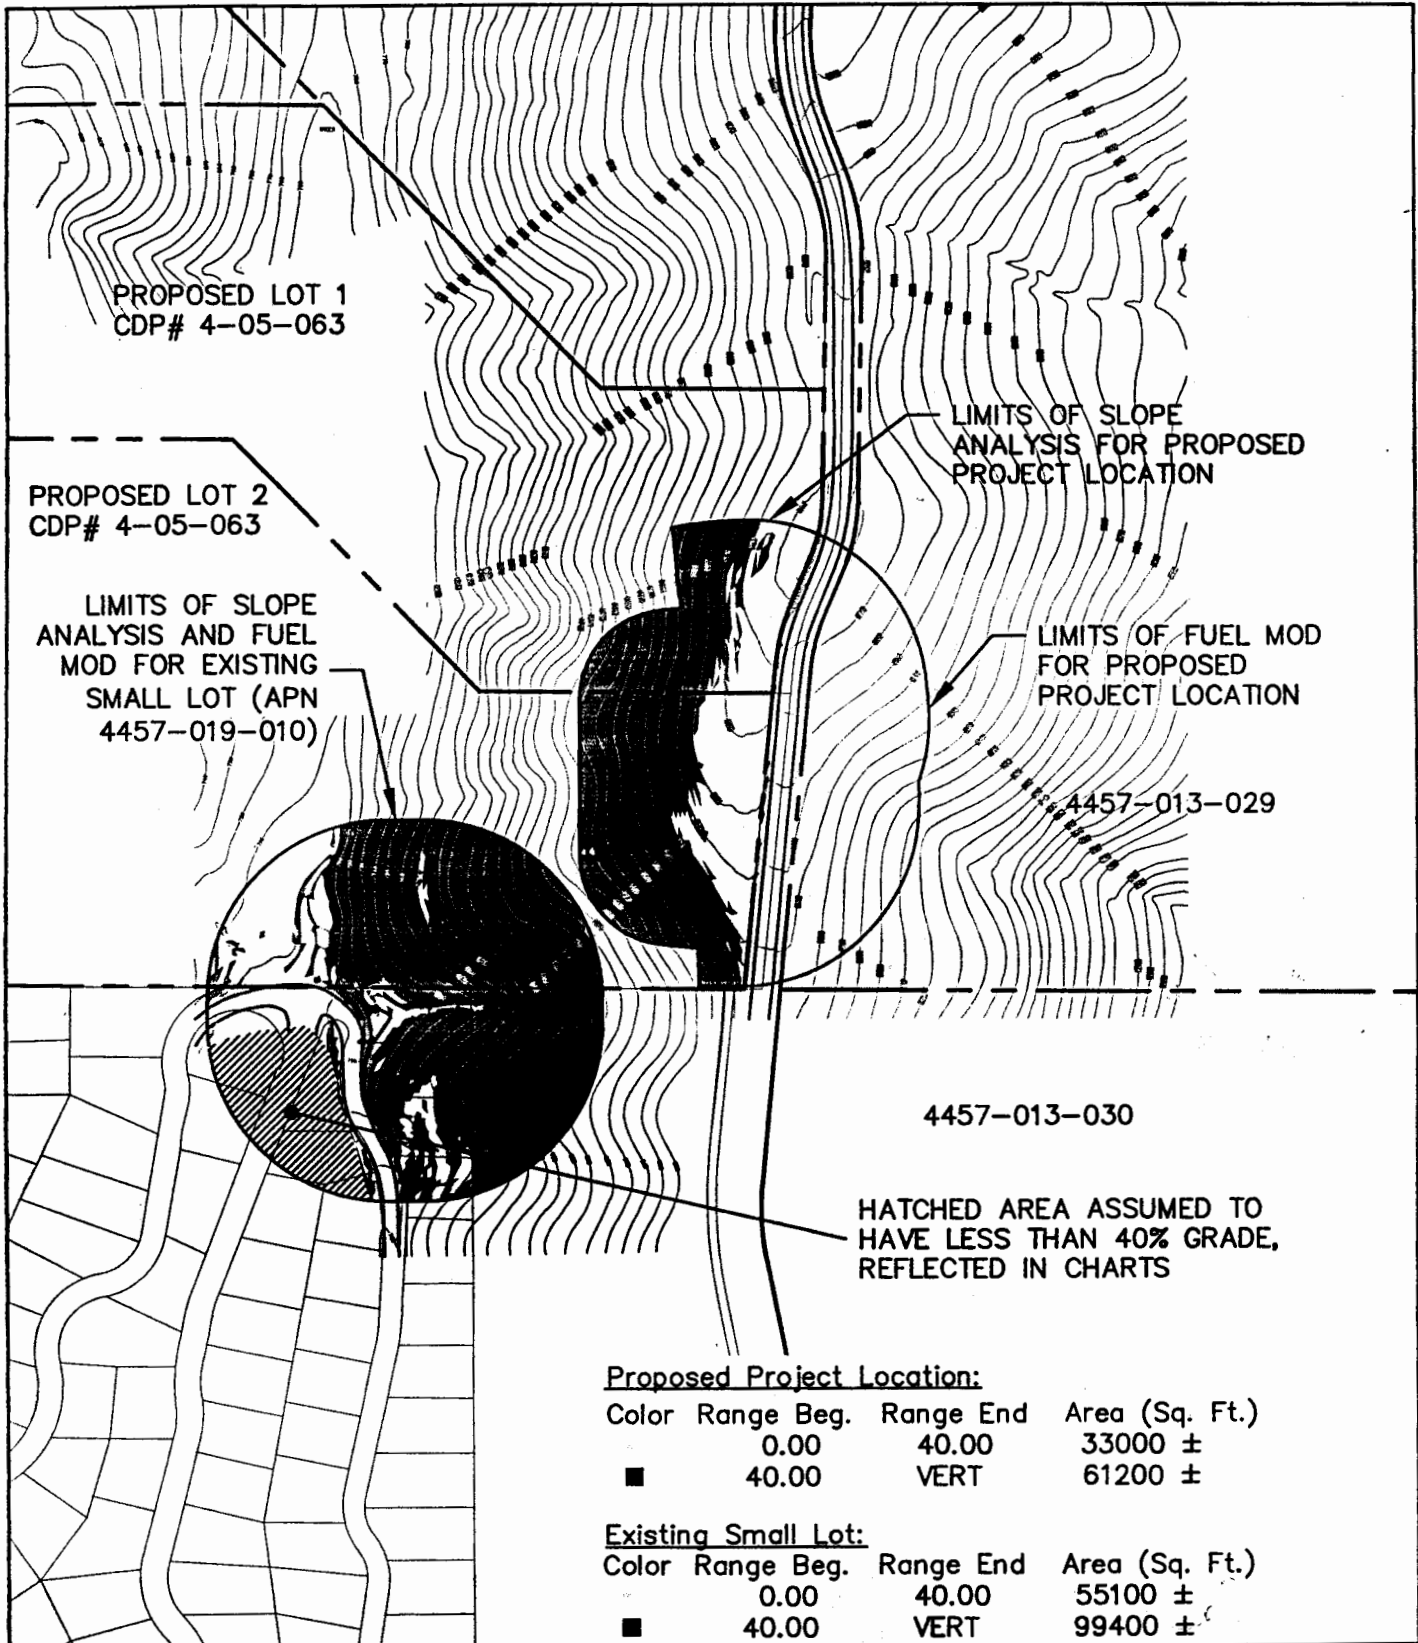 PROPOSED LOT 1
CDP# 4-05-063
LIMITS OF SLOPE
ANALYSIS FOR PROPOSED
PROJECT LOCATION
PROPOSED LOT 2
CDP# 4-05-063
LIMITS OF SLOPE
ANALYSIS AND FUEL
MOD FOR EXISTING
SMALL LOT (APN
4457-019-010)
LIMITS OF FUEL MOD
FOR PROPOSED
PROJECT LOCATION
4457-013-029
4457-013-030
HATCHED AREA ASSUMED TO
HAVE LESS THAN 40% GRADE,
REFLECTED IN CHARTS
Proposed Project Location:
Color Range Beg. Range End Area (Sq. Ft.)
0.00 40.00 33000 ±
■ 40.00 VERT 61200 ±
Existing Small Lot:
Color Range Beg. Range End Area (Sq. Ft.)
0.00 40.00 55100 ±
■ 40.00 VERT 99400 ±